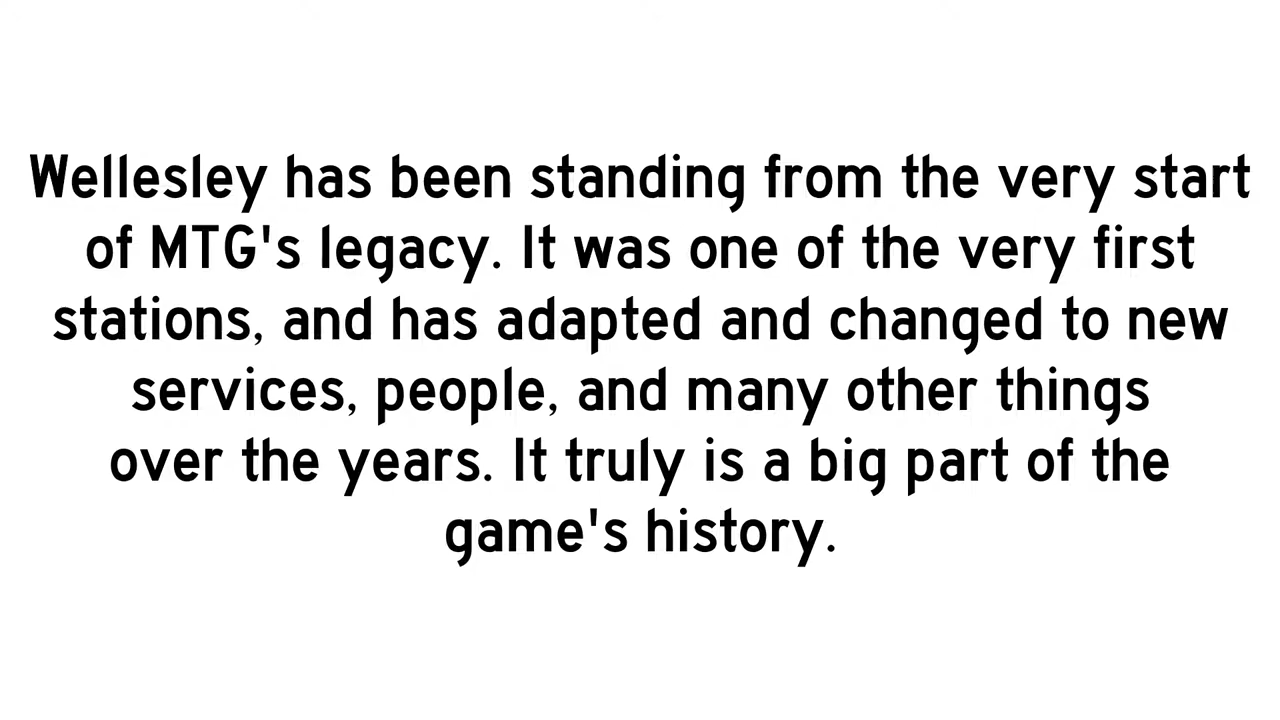 Wellesley has been standing from the very start
of MTG's legacy. It was one of the very first
stations, and has adapted and changed to new
services, people, and many other things
over the years. It truly is a big part of the
game's history.